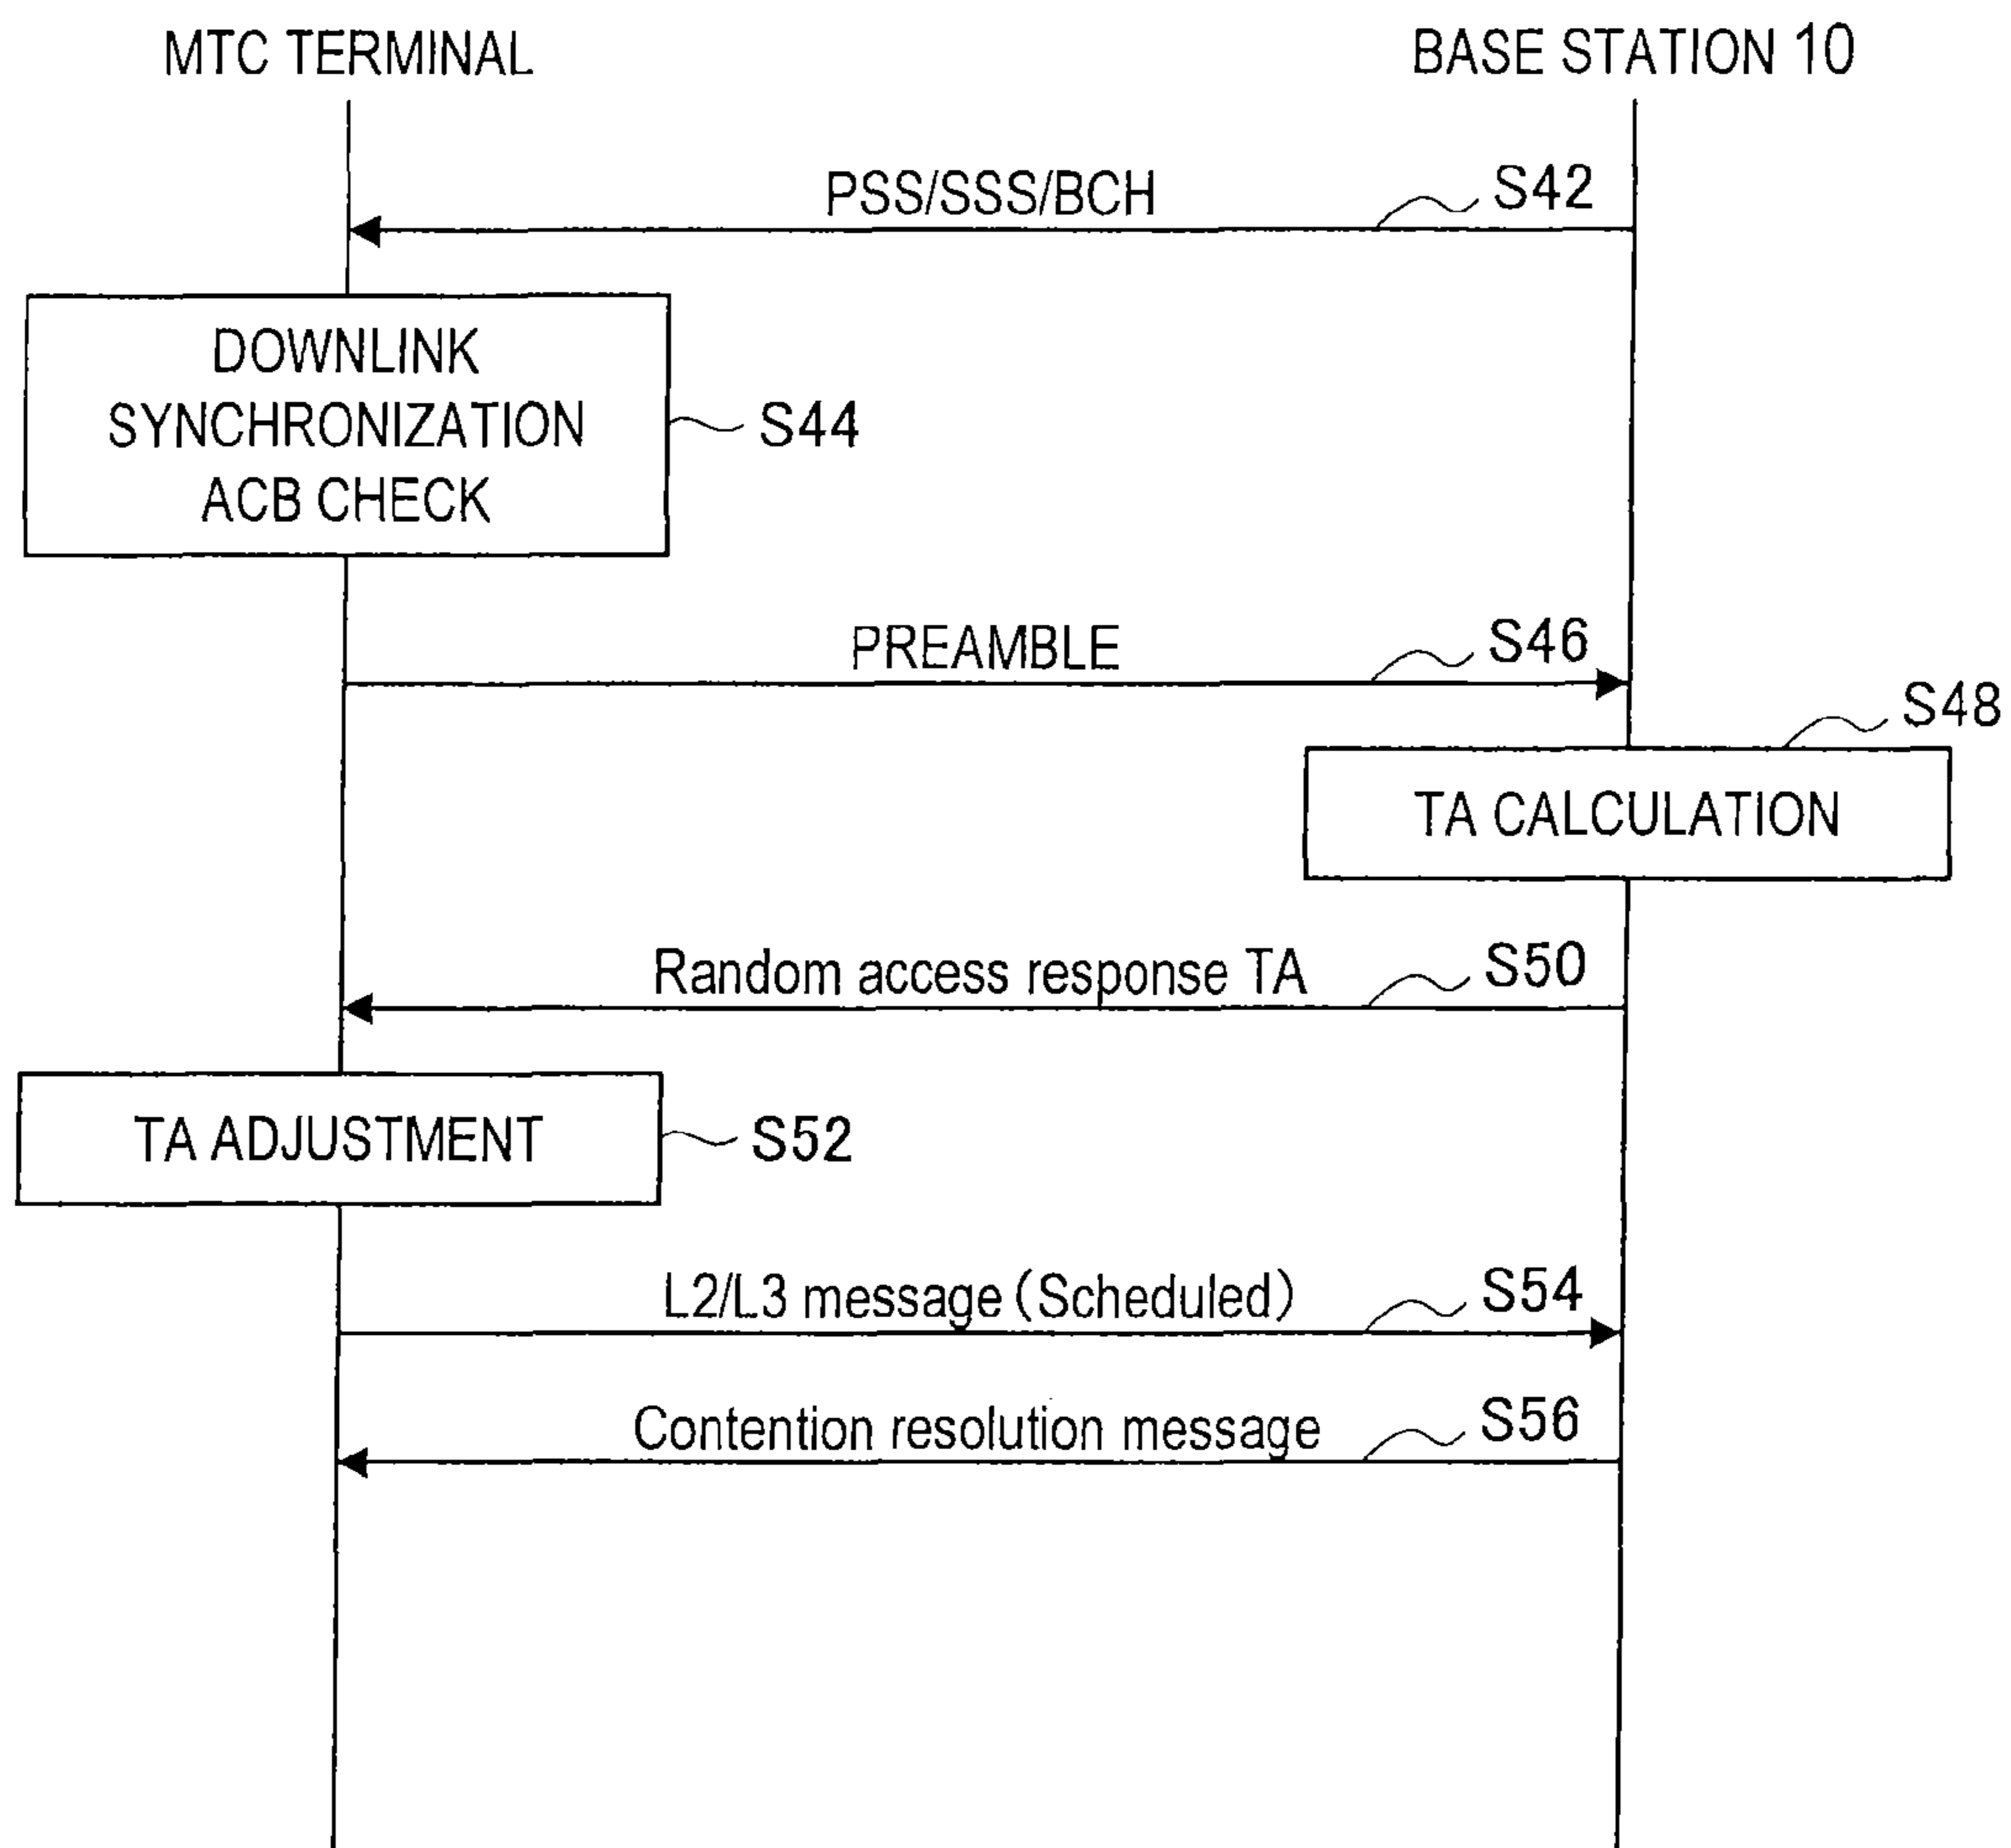 MTC TERMINAL
BASE STATION 10
PSS/SSS/BCH
S42
DOWNLINK
SYNCHRONIZATION
ACB CHECK
S44
PREAMBLE
S46
S48
TA CALCULATION
Random access response TA
S50
TA ADJUSTMENT
S52
L2/L3 message (Scheduled)
S54
Contention resolution message
S56